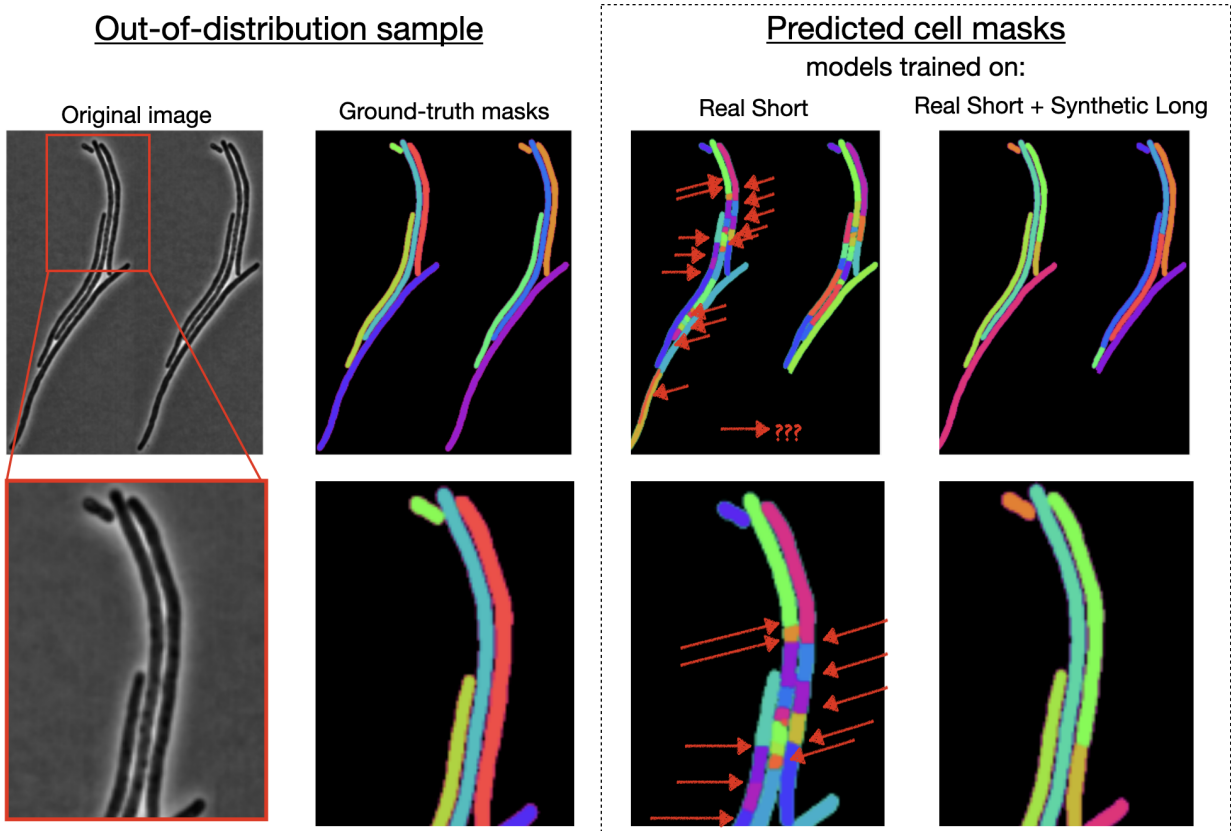 Out-of-distribution sample
Predicted cell masks
models trained on:
Original image
Ground-truth masks
Real Short
Real Short + Synthetic Long
???